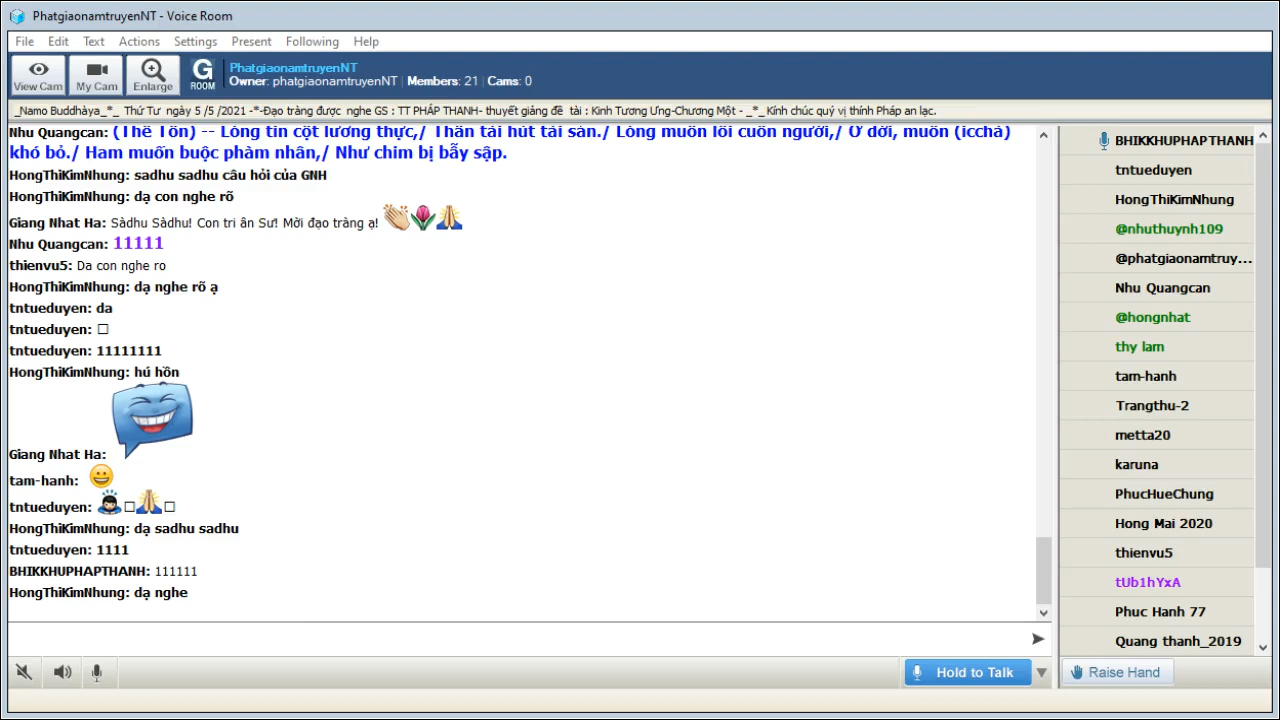 PhatgiaonamtruyenNT - Voice Room
File Edit Text Actions Settings Present Following Help
View Cam
My Cam
Enlarge
G
ROOM
PhatgiaonamtruyenNT
Owner: phatgiaonamtruyenNT | Members: 21 | Cams: 0
_Namo Buddhàya_*_ Thứ Tư ngày 5 /5 /2021 -*-Đạo tràng được nghe GS : TT PHÁP THANH- thuyết giảng đề tài : Kinh Tương Ưng-Chương Một - _*_ Kính chúc quý vị thính Pháp an lạc.
Nhu Quangcan: (Thế Tôn) -- Lòng tin cột lương thực,/ Thần tài hút tài sản./ Lòng muốn lôi cuốn người,/ Ở đời, muốn (icchà)
khó bỏ./ Ham muốn buộc phàm nhân,/ Như chim bị bẫy sập.
HongThiKimNhung: sadhu sadhu câu hỏi của GNH
HongThiKimNhung: dạ con nghe rõ
Giang Nhat Ha: Sàdhu Sàdhu! Con tri ân Sư! Mời đạo tràng ạ!
Nhu Quangcan: 11111
thienvu5: Da con nghe ro
HongThiKimNhung: dạ nghe rõ ạ
tntueduyen: da
tntueduyen:
tntueduyen: 11111111
HongThiKimNhung: hú hồn
Giang Nhat Ha:
tam-hanh:
tntueduyen:
HongThiKimNhung: dạ sadhu sadhu
tntueduyen: 1111
BHIKKHUPHAPTHANH: 111111
HongThiKimNhung: dạ nghe
BHIKKHUPHAPTHANH
tntueduyen
HongThiKimNhung
@nhuthuynh109
@phatgiaonamtruy...
Nhu Quangcan
@hongnhat
thy lam
tam-hanh
Trangthu-2
metta20
karuna
PhucHueChung
Hong Mai 2020
thienvu5
tUb1hYxA
Phuc Hanh 77
Quang thanh_2019
Hold to Talk
Raise Hand